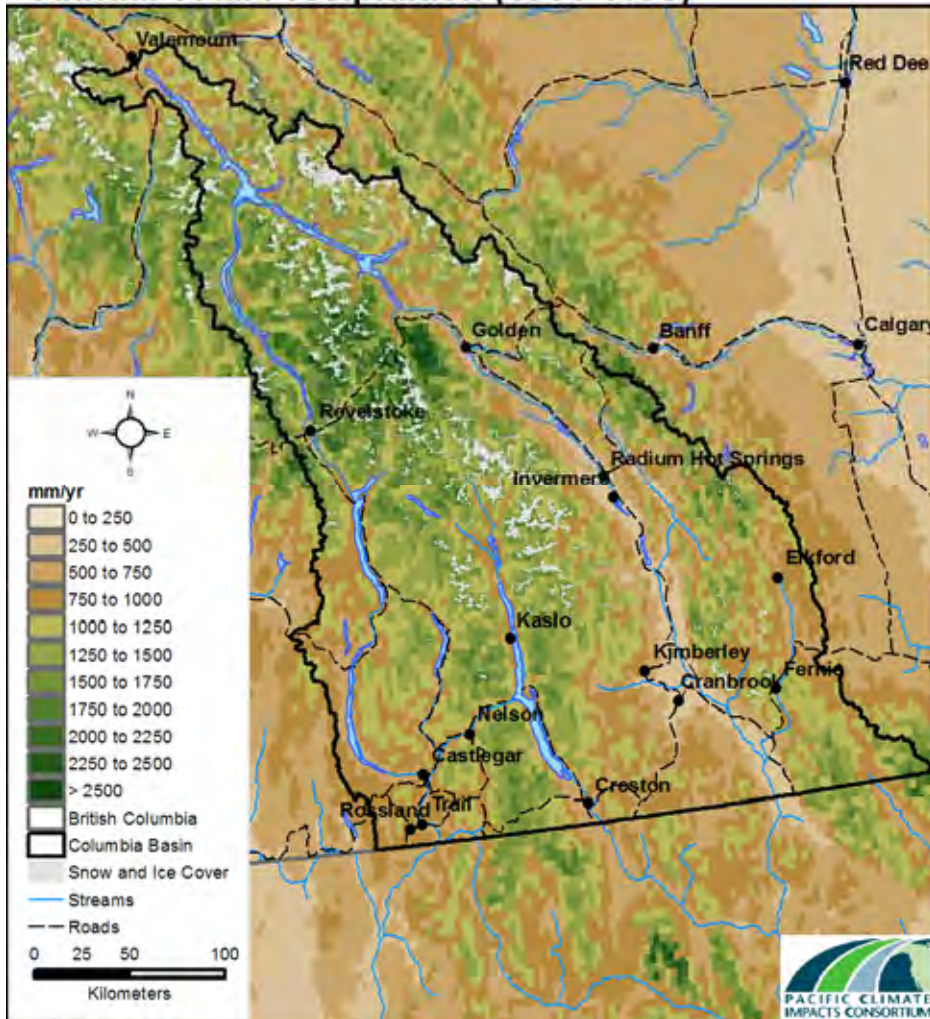 Valemount
Red Dee
Golden
Banff
Calgary
Revelstoke
Radium Hot Springs
Invermere
Elkford
Kaslo
Kimberley
Cranbrook
Fernie
Nelson
Castlegar
Creston
Rossland
Trail
N
W
E
S
mm/yr
0 to 250
250 to 500
500 to 750
750 to 1000
1000 to 1250
1250 to 1500
1500 to 1750
1750 to 2000
2000 to 2250
2250 to 2500
> 2500
British Columbia
Columbia Basin
Snow and Ice Cover
Streams
Roads
0 50 100
Kilometers
PACIFIC CLIMATE
IMPACTS CONSORTIUM